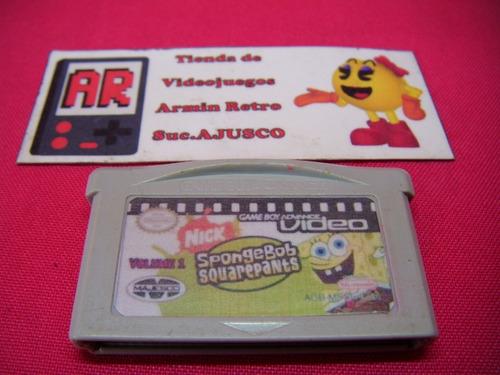 AR
Tienda de
Videojuegos
Armin Retro
Suc.AJUSCO
GAME BOY ADVANCE
Video
NICK
VOLUME 1
SpongeBob
SQUAREPANTS
MAJESCO